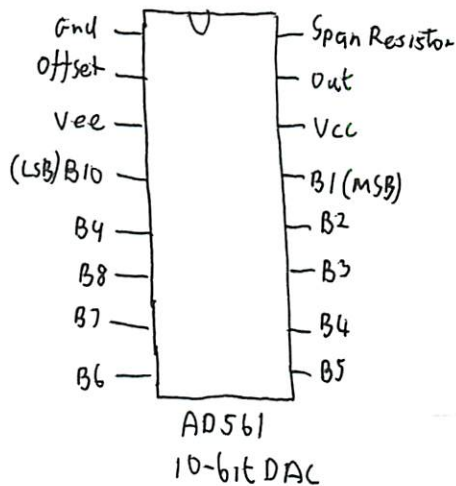 Gnd
Offset
Vee
(LSB) B10
B9
B8
B7
B6
Span Resistor
Out
Vcc
B1 (MSB)
B2
B3
B4
B5
AD561
10-bit DAC